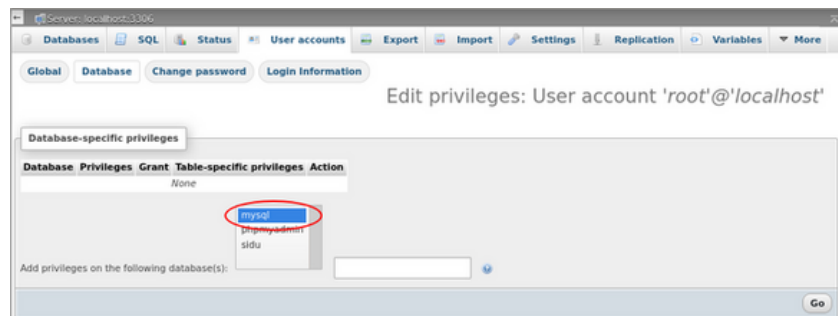 Server: localhost:3306
Databases SQL Status User accounts Export Import Settings Replication Variables More
Global Database Change password Login Information
Edit privileges: User account 'root'@'localhost'
Database-specific privileges
Database Privileges Grant Table-specific privileges Action
None
mysql
phpmyadmin
sidu
Add privileges on the following database(s):
Go